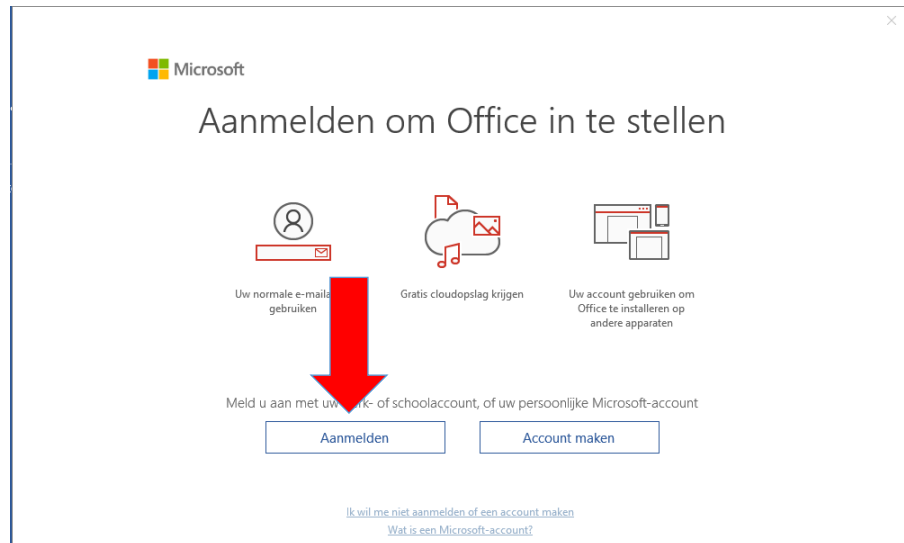 Microsoft
Aanmelden om Office in te stellen
Uw normale e-maila
gebruiken
Gratis cloudopslag krijgen
Uw account gebruiken om
Office te installeren op
andere apparaten
Meld u aan met uw rk- of schoolaccount, of uw persoonlijke Microsoft-account
Aanmelden
Account maken
Ik wil me niet aanmelden of een account maken
Wat is een Microsoft-account?